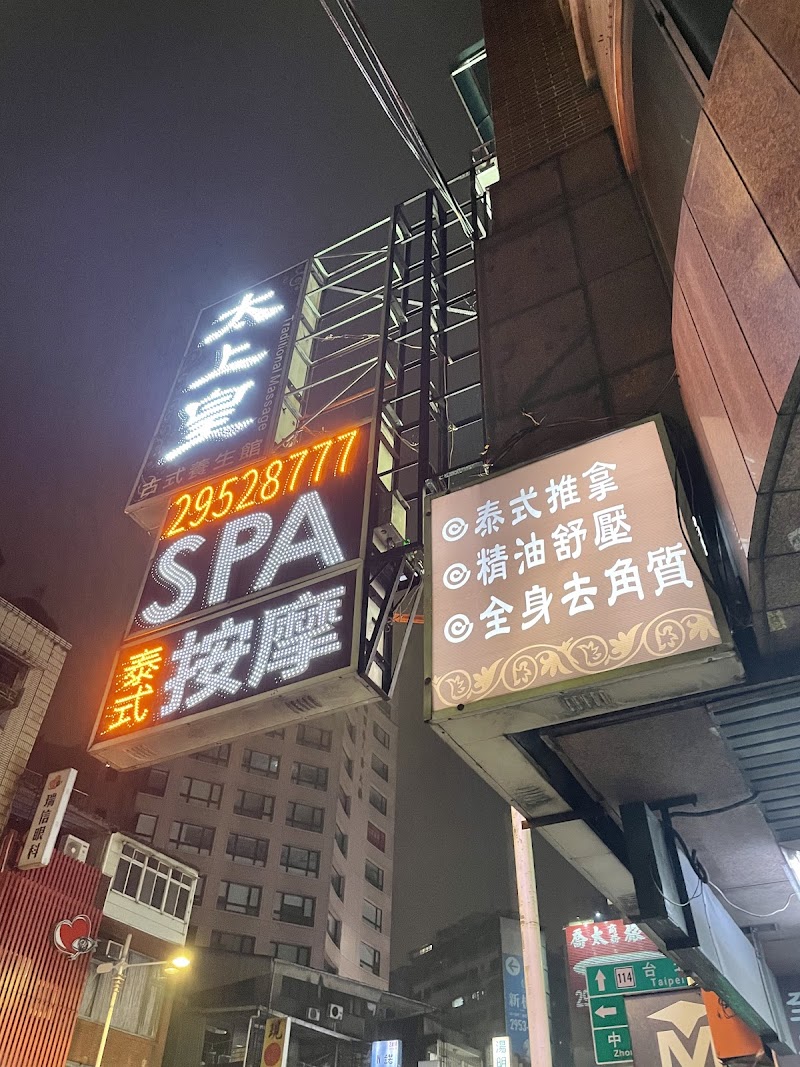 太上皇
Traditional Massage
古式養生館
29528777
SPA
泰式
按摩
泰式推拿
精油舒壓
全身去角質
瑞信眼科
114
Taipei
中
M